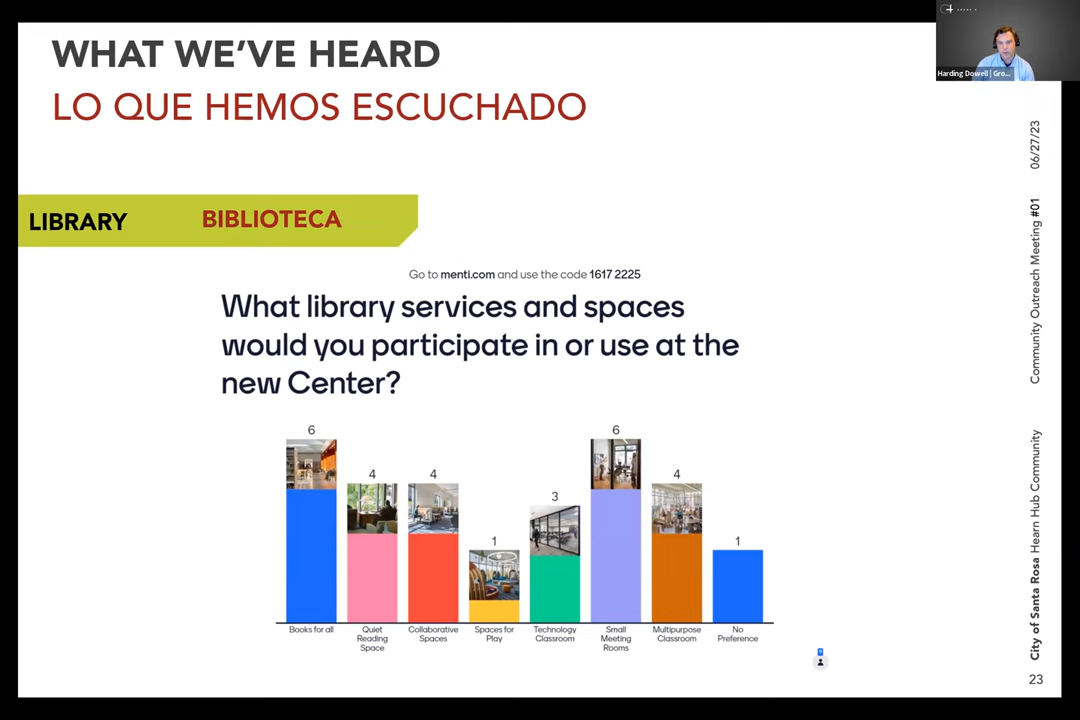 WHAT WE'VE HEARD
LO QUE HEMOS ESCUCHADO
Harding Dowell | Gro...
LIBRARY
BIBLIOTECA
Go to menti.com and use the code 1617 2225
What library services and spaces
would you participate in or use at the
new Center?
6
4
4
1
3
6
4
1
Books for all
Quiet
Reading
Space
Collaborative
Spaces
Spaces for
Play
Technology
Classroom
Small
Meeting
Rooms
Multipurpose
Classroom
No
Preference
City of Santa Rosa Hearn Hub Community
Community Outreach Meeting #01
06/27/23
23